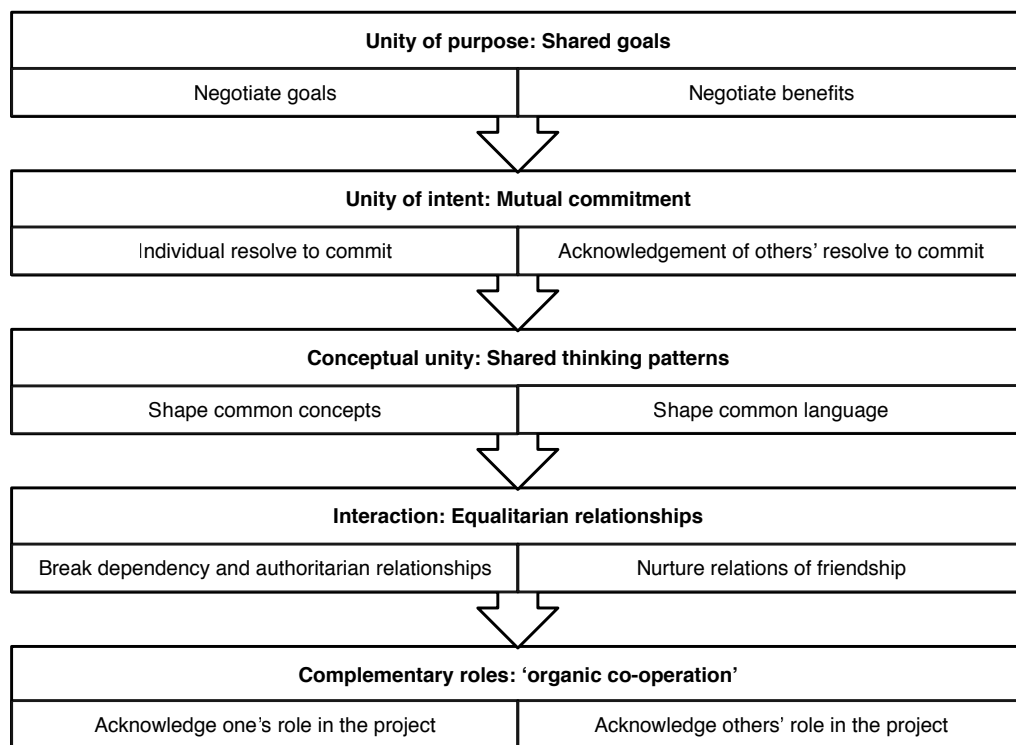 Unity of purpose: Shared goals
Negotiate goals
Negotiate benefits
Unity of intent: Mutual commitment
Individual resolve to commit
Acknowledgement of others’ resolve to commit
Conceptual unity: Shared thinking patterns
Shape common concepts
Shape common language
Interaction: Equalitarian relationships
Break dependency and authoritarian relationships
Nurture relations of friendship
Complementary roles: ‘organic co-operation’
Acknowledge one’s role in the project
Acknowledge others’ role in the project